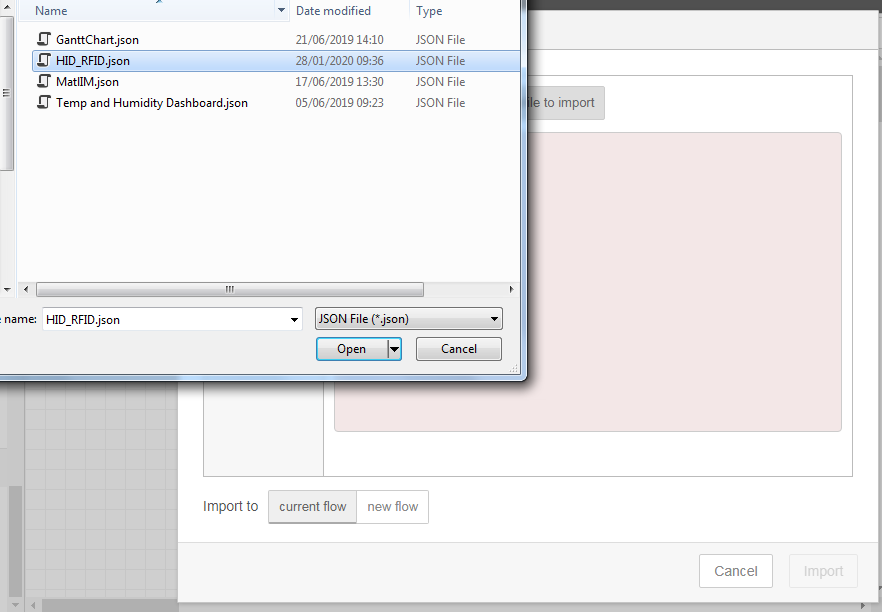 Name Date modified Type
GanttChart.json 21/06/2019 14:10 JSON File
HID_RFID.json 28/01/2020 09:36 JSON File
MatlIM.json 17/06/2019 13:30 JSON File
Temp and Humidity Dashboard.json 05/06/2019 09:23 JSON File
to import
name: HID_RFID.json JSON File (*.json)
Open Cancel
Import to current flow new flow
Cancel Import